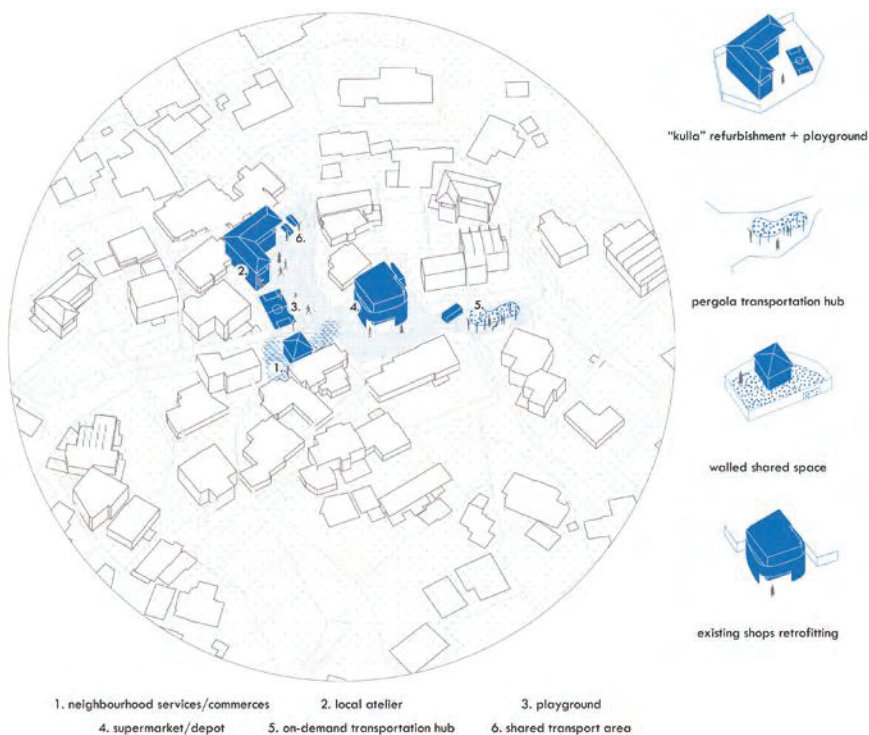 "kulla" refurbishment + playground
6.
2.
3.
4.
5.
1.
pergola transportation hub
walled shared space
existing shops retrofitting
1. neighbourhood services/commerces 2. local atelier 3. playground
4. supermarket/depot 5. on-demand transportation hub 6. shared transport area